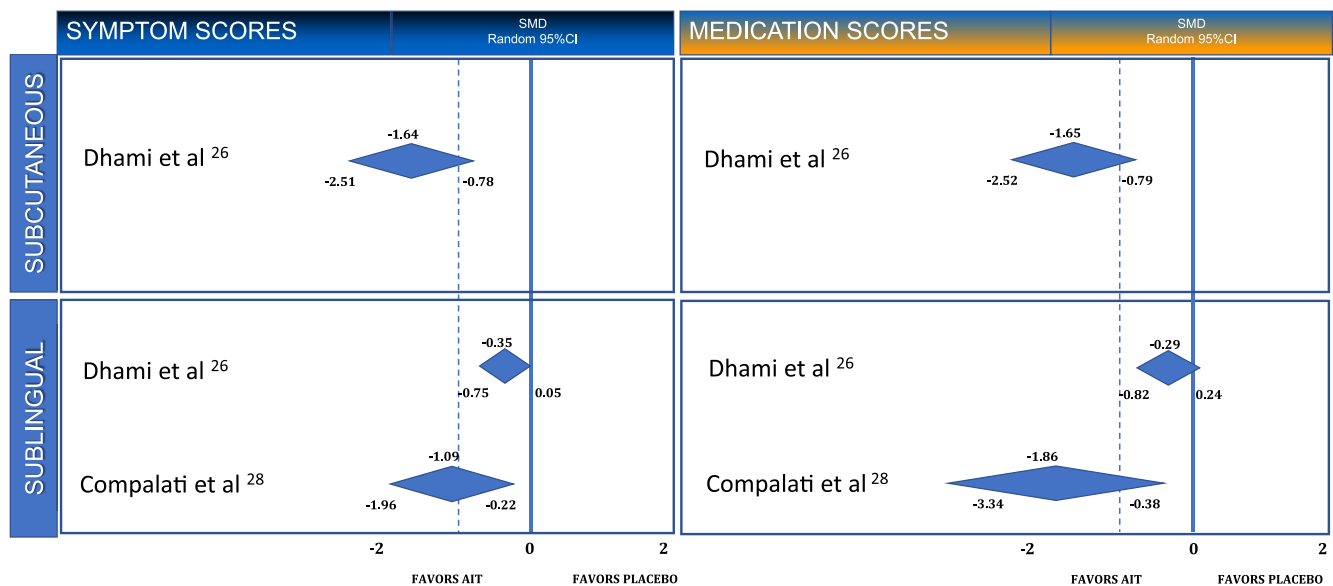 SYMPTOM SCORES
SMD
Random 95%CI
MEDICATION SCORES
SMD
Random 95%CI
SUBCUTANEOUS
Dhami et al 26
-1.64
-2.51
-0.78
Dhami et al 26
-1.65
-2.52
-0.79
SUBLINGUAL
Dhami et al 26
-0.35
-0.75
0.05
Dhami et al 26
-0.29
-0.82
0.24
Compalati et al 28
-1.09
-1.96
-0.22
Compalati et al 28
-1.86
-3.34
-0.38
-2 0 2
-2 0 2
FAVORS AIT FAVORS PLACEBO
FAVORS AIT FAVORS PLACEBO